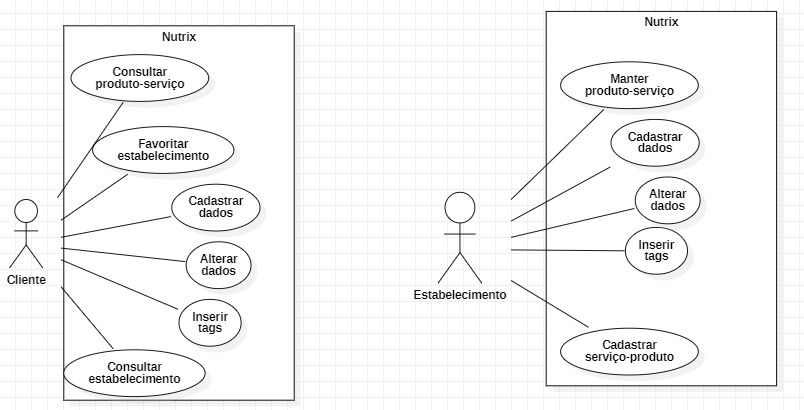 Nutrix
Consultar
produto-serviço
Favoritar
estabelecimento
Cadastrar
dados
Alterar
dados
Inserir
tags
Consultar
estabelecimento
Cliente
Nutrix
Manter
produto-serviço
Cadastrar
dados
Alterar
dados
Inserir
tags
Cadastrar
serviço-produto
Estabelecimento